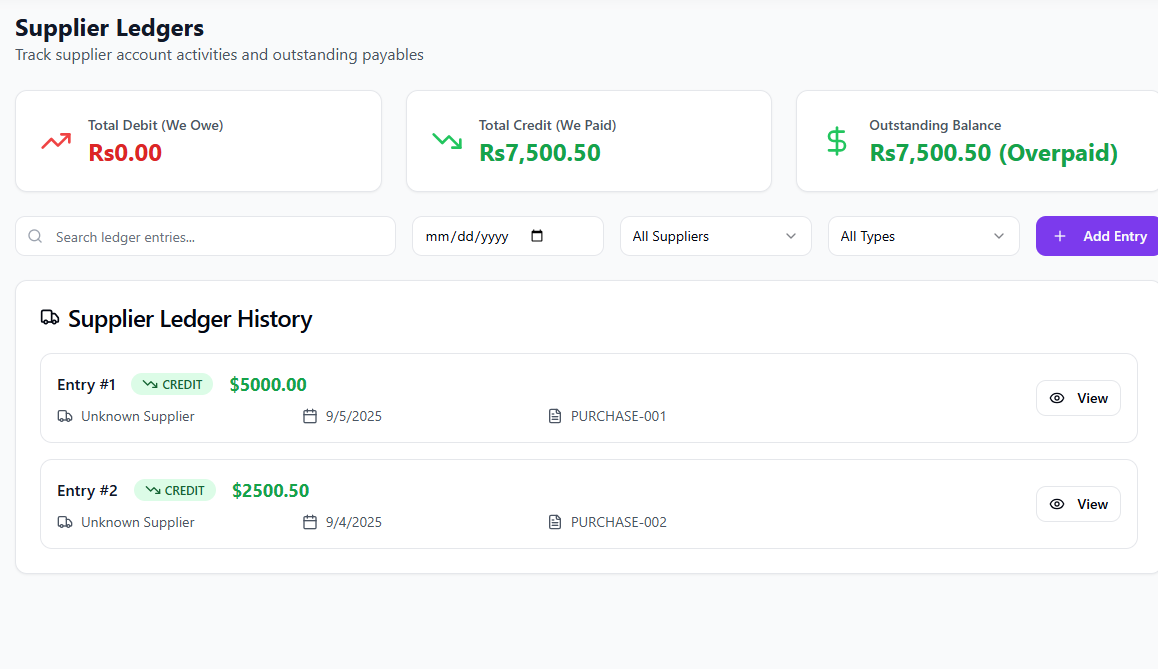 Supplier Ledgers
Track supplier account activities and outstanding payables
Total Debit (We Owe)
Rs0.00
Total Credit (We Paid)
Rs7,500.50
Outstanding Balance
Rs7,500.50 (Overpaid)
Search ledger entries...
mm/dd/yyyy
All Suppliers
All Types
+ Add Entry
Supplier Ledger History
Entry #1 CREDIT $5000.00
Unknown Supplier 9/5/2025 PURCHASE-001
View
Entry #2 CREDIT $2500.50
Unknown Supplier 9/4/2025 PURCHASE-002
View